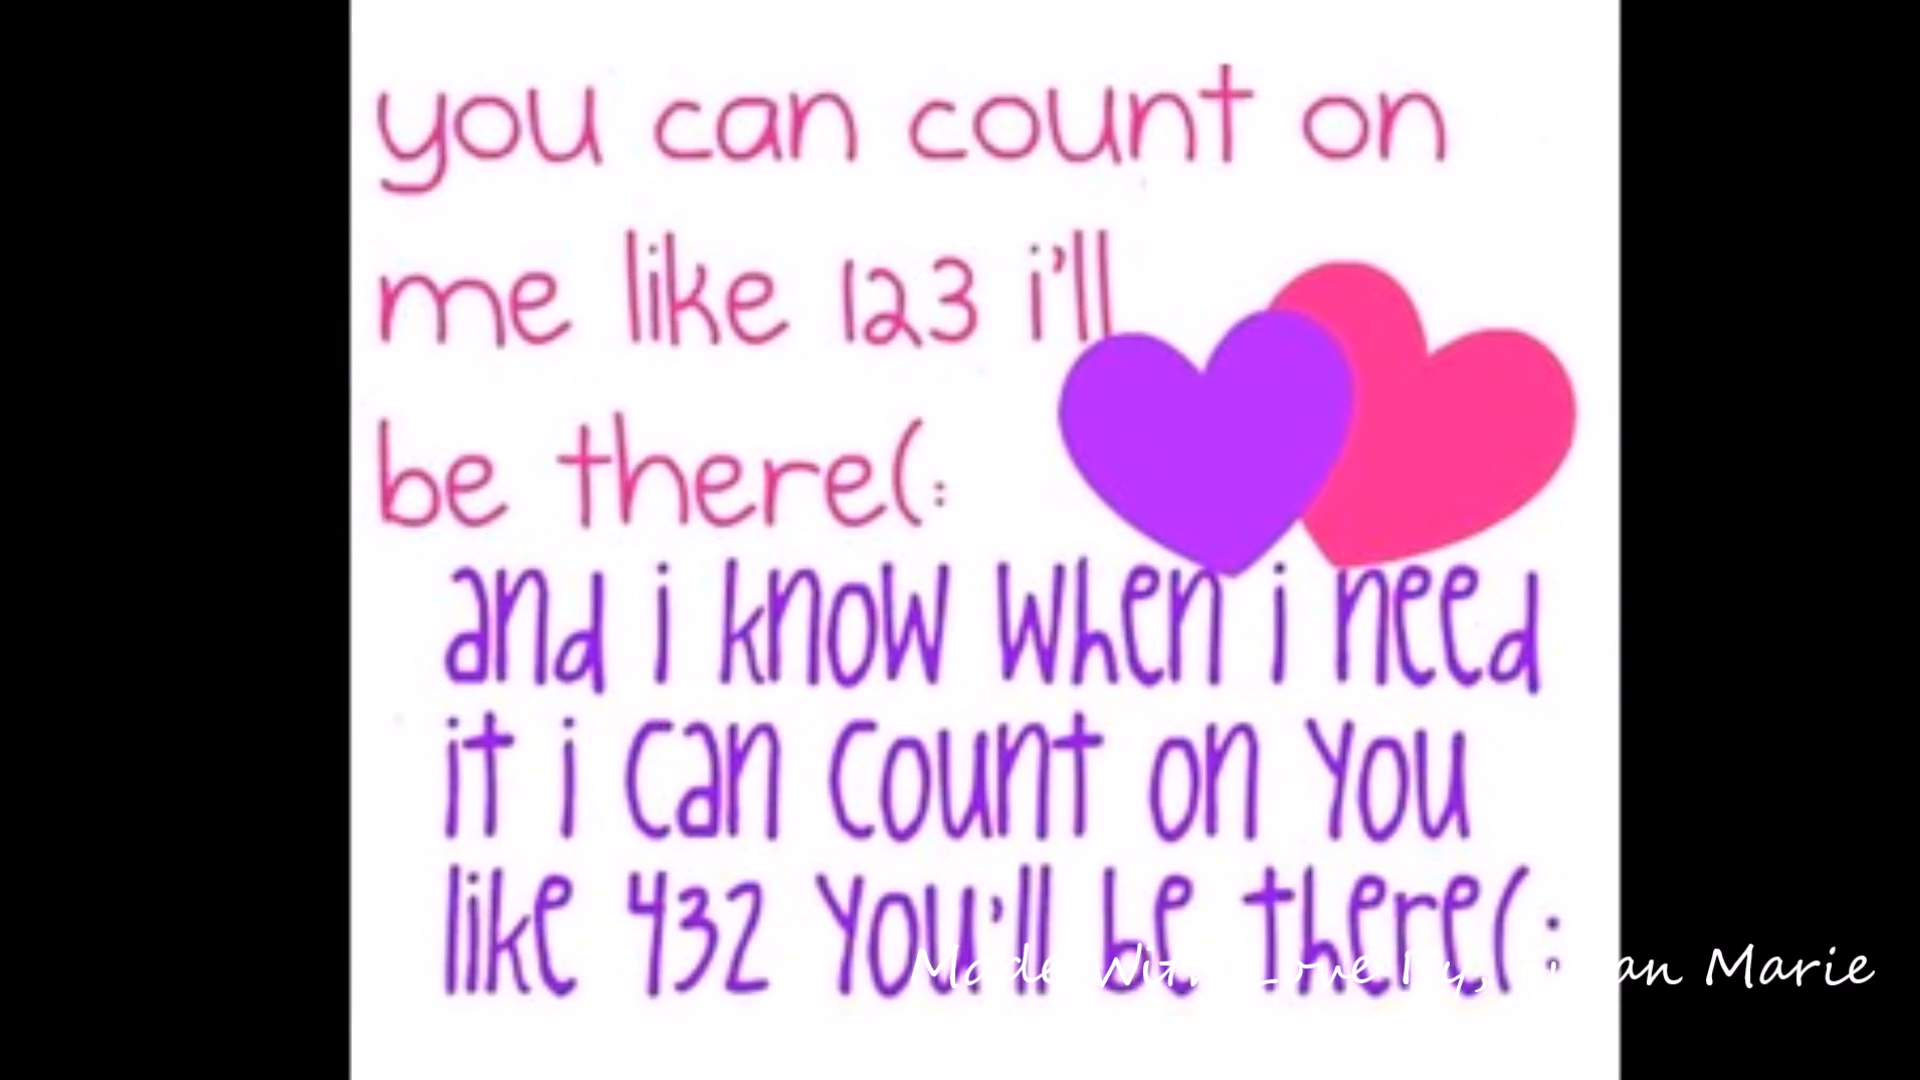 you can count on
me like 123 i'll
be there(:
and i know when i need
it i can count on you
like 432 you'll be there(:
Made With Love By, an Marie